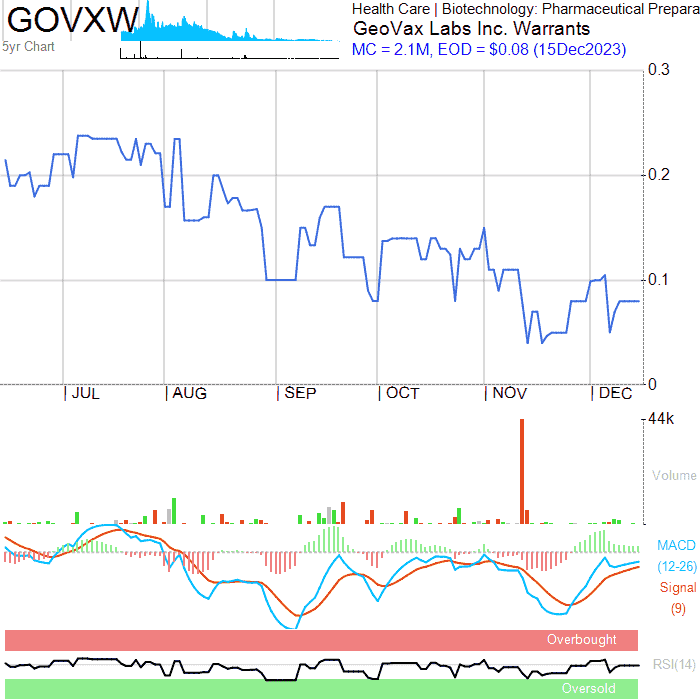 GOVXW
5yr Chart
Health Care | Biotechnology: Pharmaceutical Prepara
GeoVax Labs Inc. Warrants
MC = 2.1M, EOD = $0.08 (15Dec2023)
0.3
0.2
0.1
0
| JUL | AUG | SEP | OCT | NOV | DEC
44k
Volume
MACD
(12-26)
Signal
(9)
Overbought
RSI(14)
Oversold